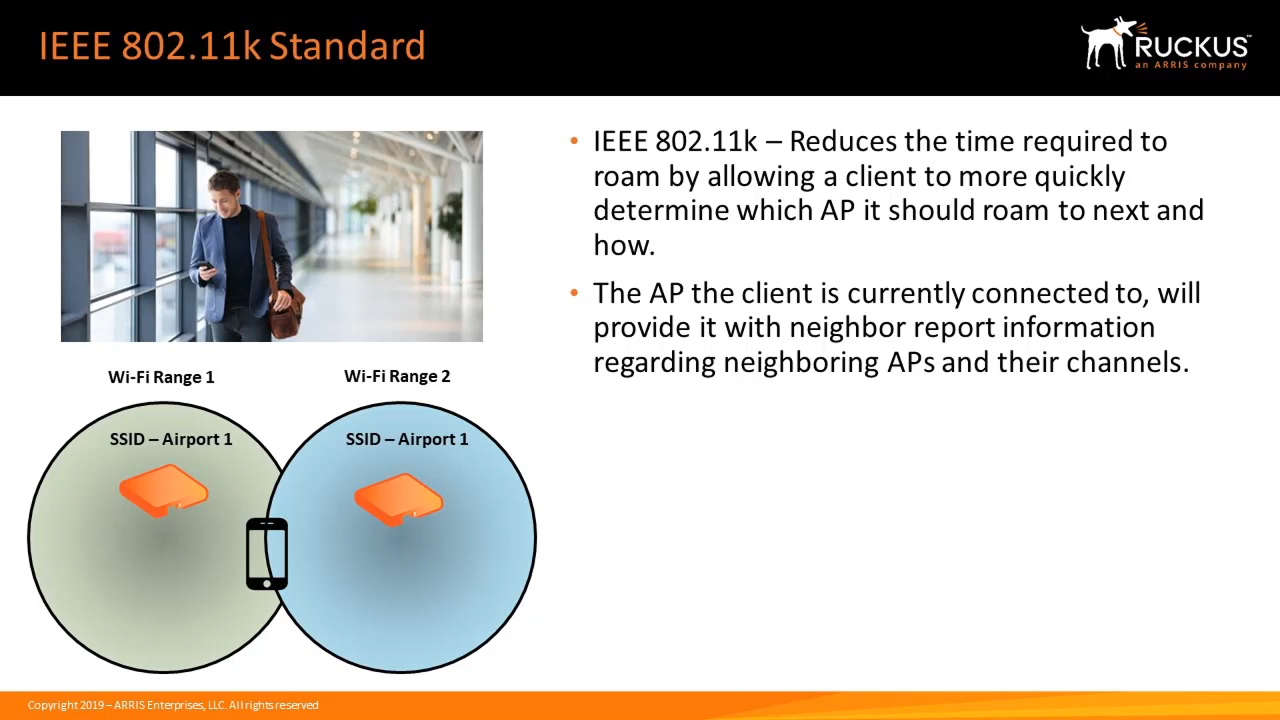 IEEE 802.11k Standard
RUCKUS™
an ARRIS company
• IEEE 802.11k – Reduces the time required to
roam by allowing a client to more quickly
determine which AP it should roam to next and
how.
• The AP the client is currently connected to, will
provide it with neighbor report information
regarding neighboring APs and their channels.
Wi-Fi Range 1
Wi-Fi Range 2
SSID – Airport 1
SSID – Airport 1
Copyright 2019 – ARRIS Enterprises, LLC. All rights reserved